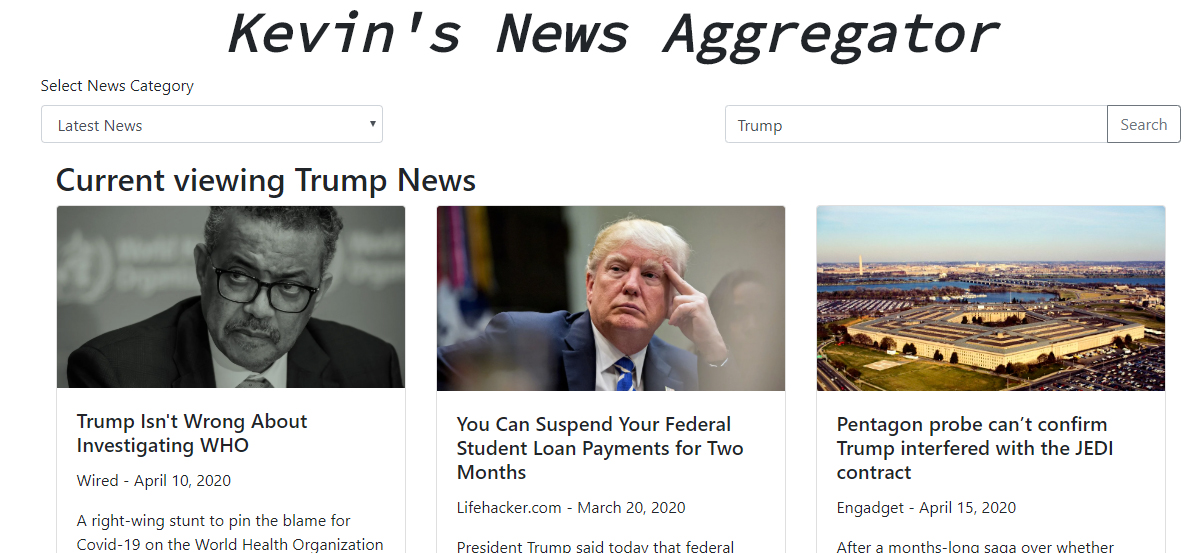 Kevin's News Aggregator
Select News Category
Latest News
Trump
Search
Current viewing Trump News
Trump Isn't Wrong About
Investigating WHO
Wired - April 10, 2020
A right-wing stunt to pin the blame for
Covid-19 on the World Health Organization
You Can Suspend Your Federal
Student Loan Payments for Two
Months
Lifehacker.com - March 20, 2020
President Trump said today that federal
Pentagon probe can’t confirm
Trump interfered with the JEDI
contract
Engadget - April 15, 2020
After a months-long saga over whether